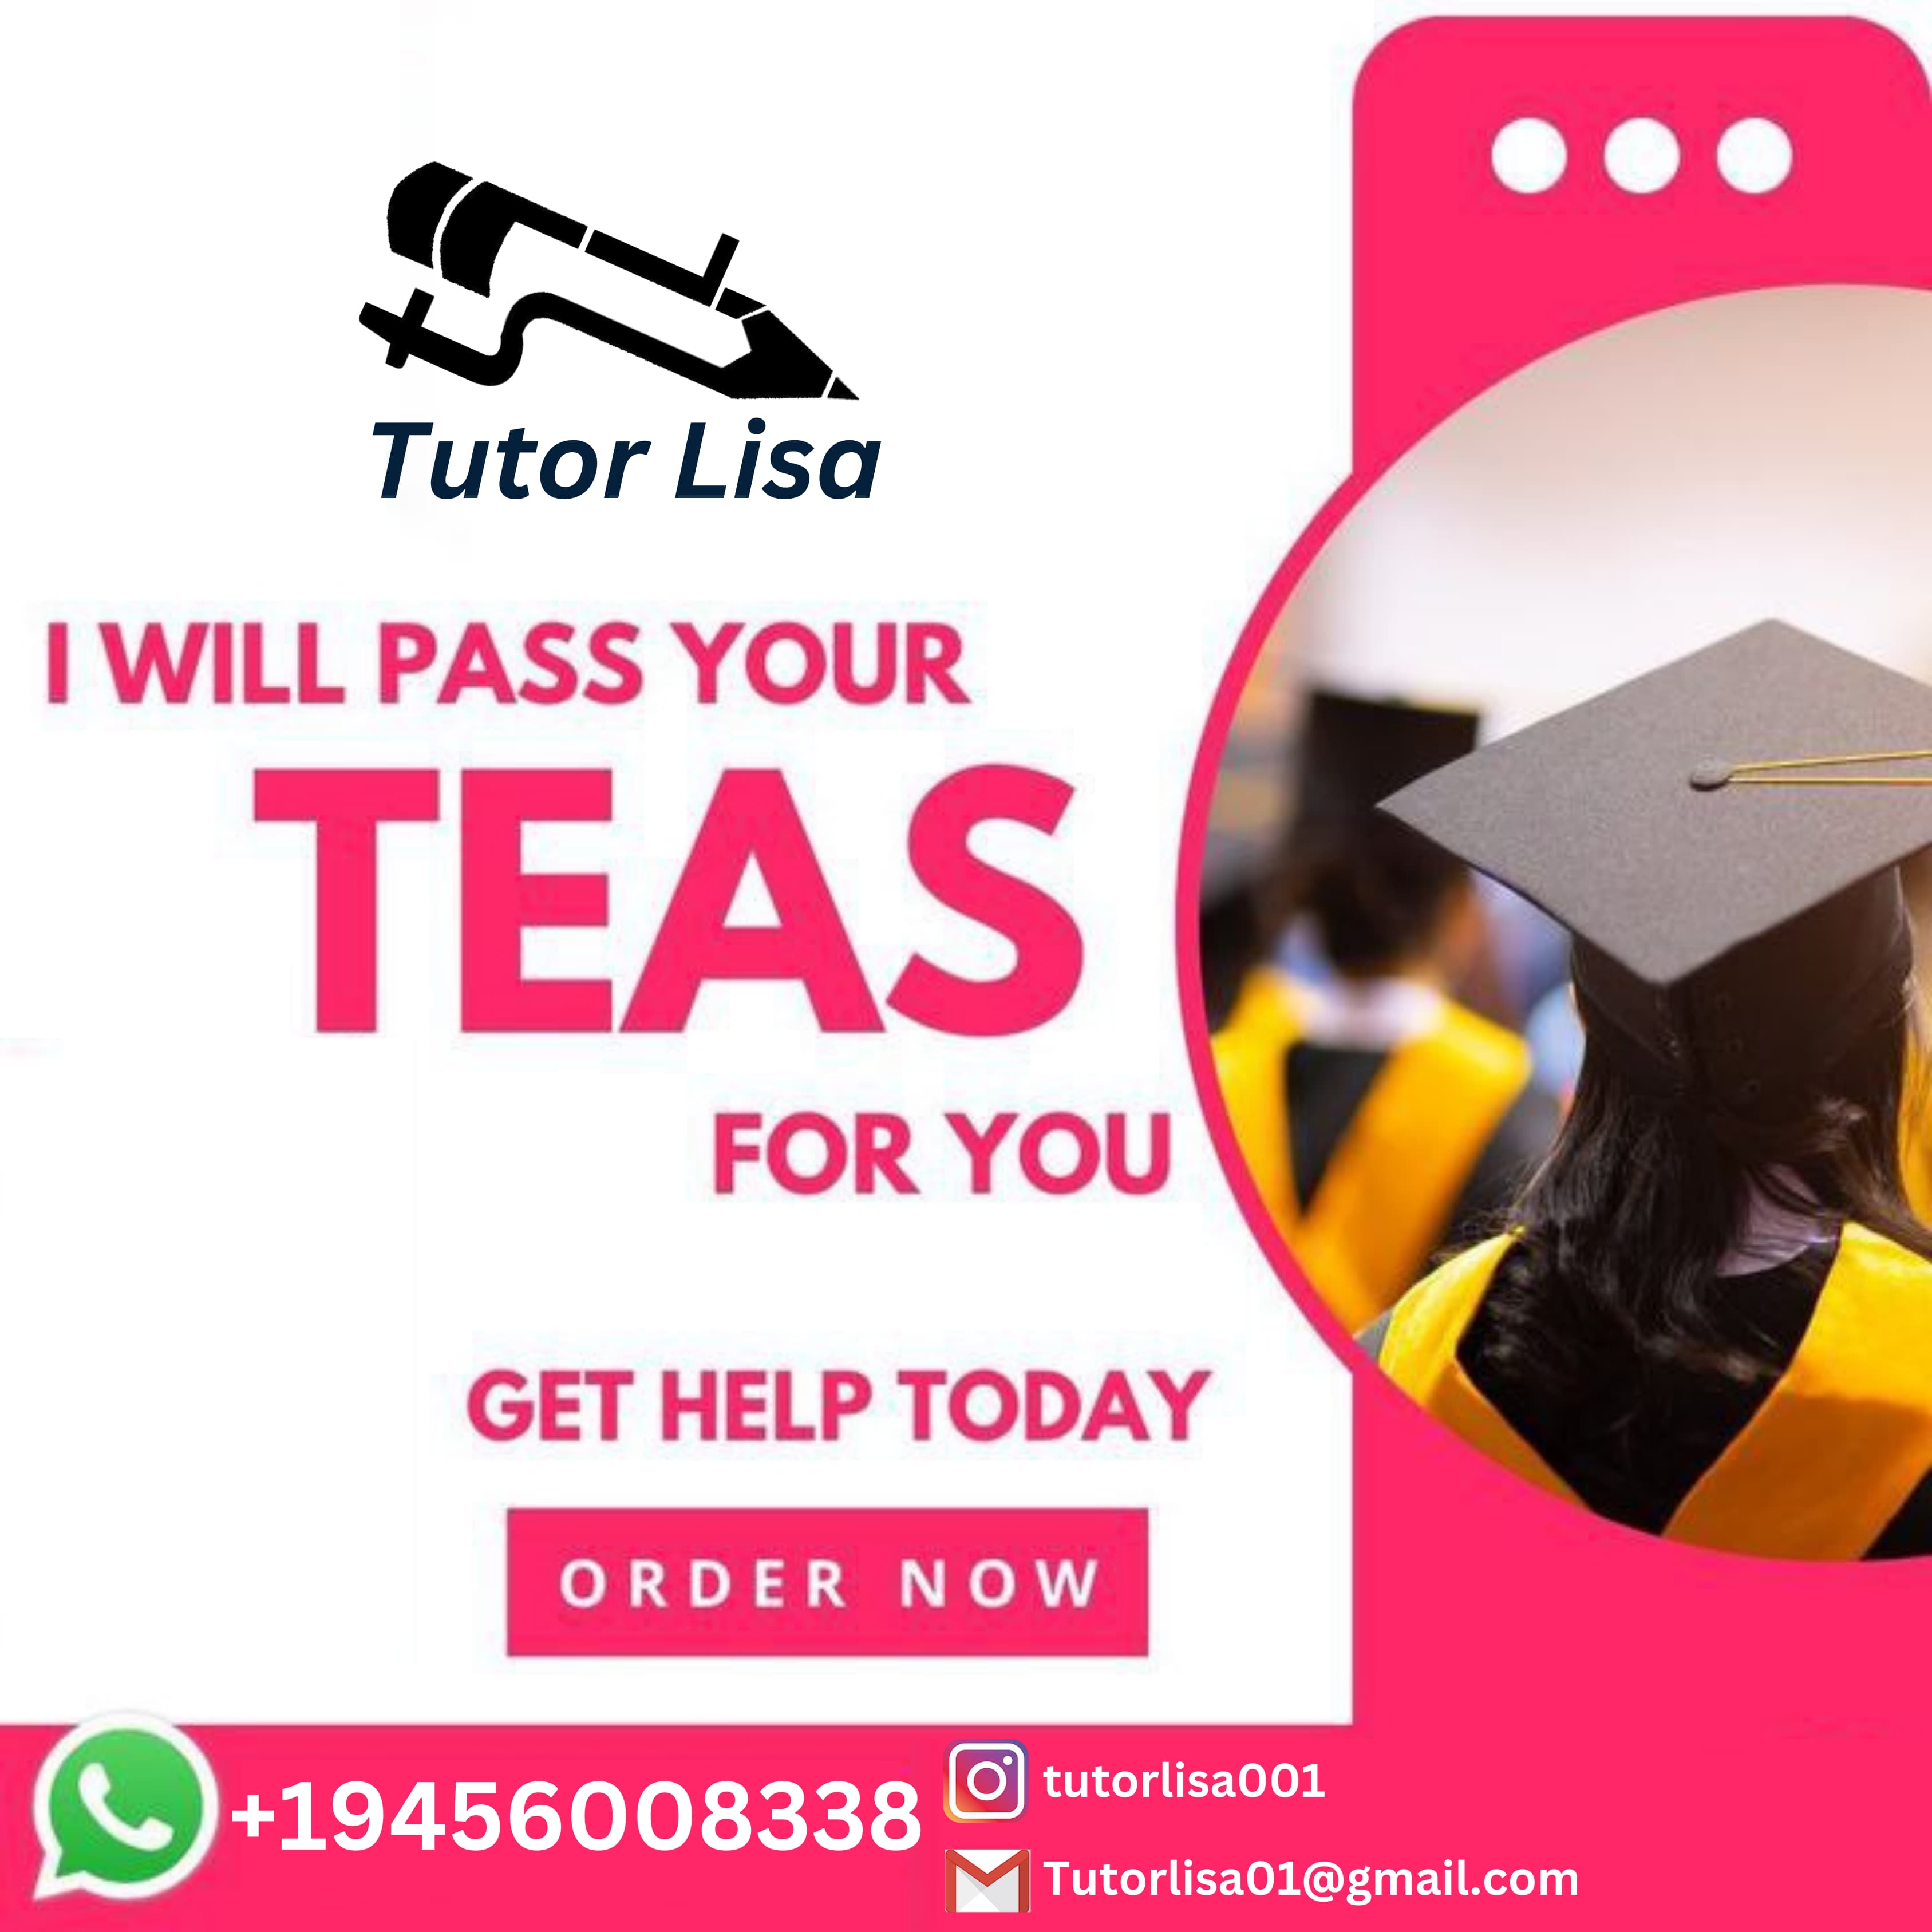 Tutor Lisa
I WILL PASS YOUR
TEAS
FOR YOU
GET HELP TODAY
ORDER NOW
+19456008338
tutorlisa001
Tutorlisa01@gmail.com